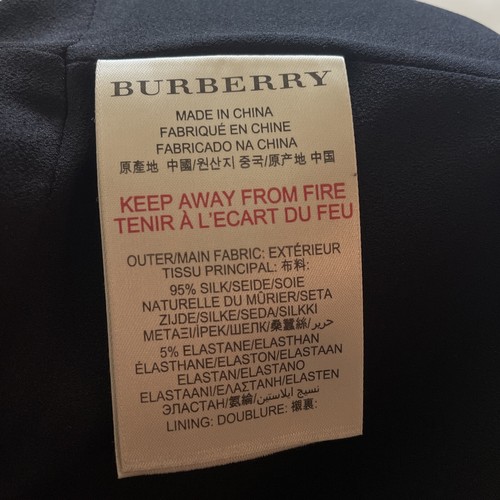 BURBERRY
MADE IN CHINA
FABRIQUÉ EN CHINE
FABRICADO NA CHINA
原產地 中國/원산지 중국/原产地 中国
KEEP AWAY FROM FIRE
TENIR À L'ECART DU FEU
OUTER/MAIN FABRIC: EXTÉRIEUR
TISSU PRINCIPAL: 布料:
95% SILK/SEIDE/SOIE
NATURELLE DU MÛRIER/SETA
ZIJDE/SILKE/SEDA/SILKKI
ΜΕΤΑΞΙ/İPEK/ШЕЛК/桑蠶絲/حرير
5% ELASTANE/ELASTHAN
ÉLASTHANE/ELASTON/ELASTAAN
ELASTAN/ELASTANO
ELASTAANI/ΕΛΑΣΤΑΝΗ/ELASTEN
ЭЛАСТАН/氨綸/نسيج ايلاستين
LINING: DOUBLURE: 襯裏: